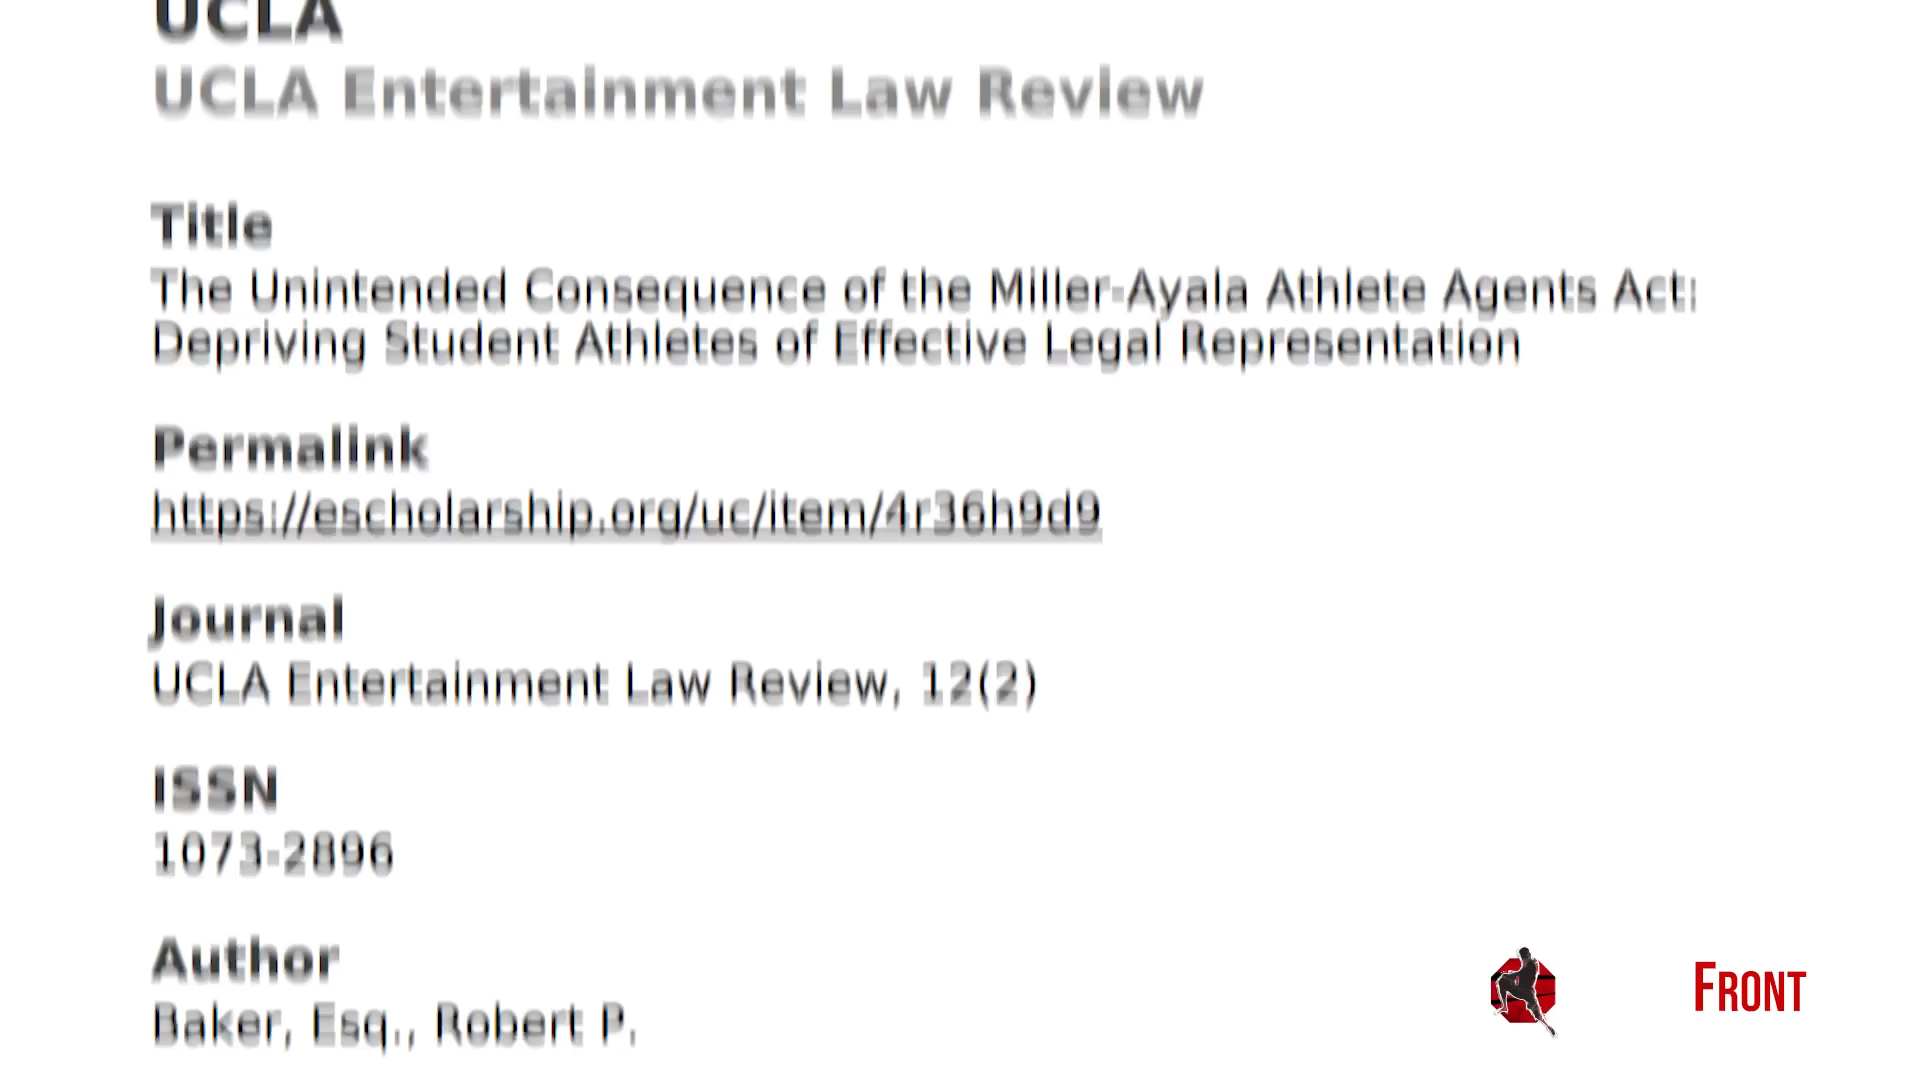 UCLA
UCLA Entertainment Law Review
Title
The Unintended Consequence of the Miller-Ayala Athlete Agents Act:
Depriving Student Athletes of Effective Legal Representation
Permalink
https://escholarship.org/uc/item/4r36h9d9
Journal
UCLA Entertainment Law Review, 12(2)
ISSN
1073-2896
Author
Baker, Esq., Robert P.
Front